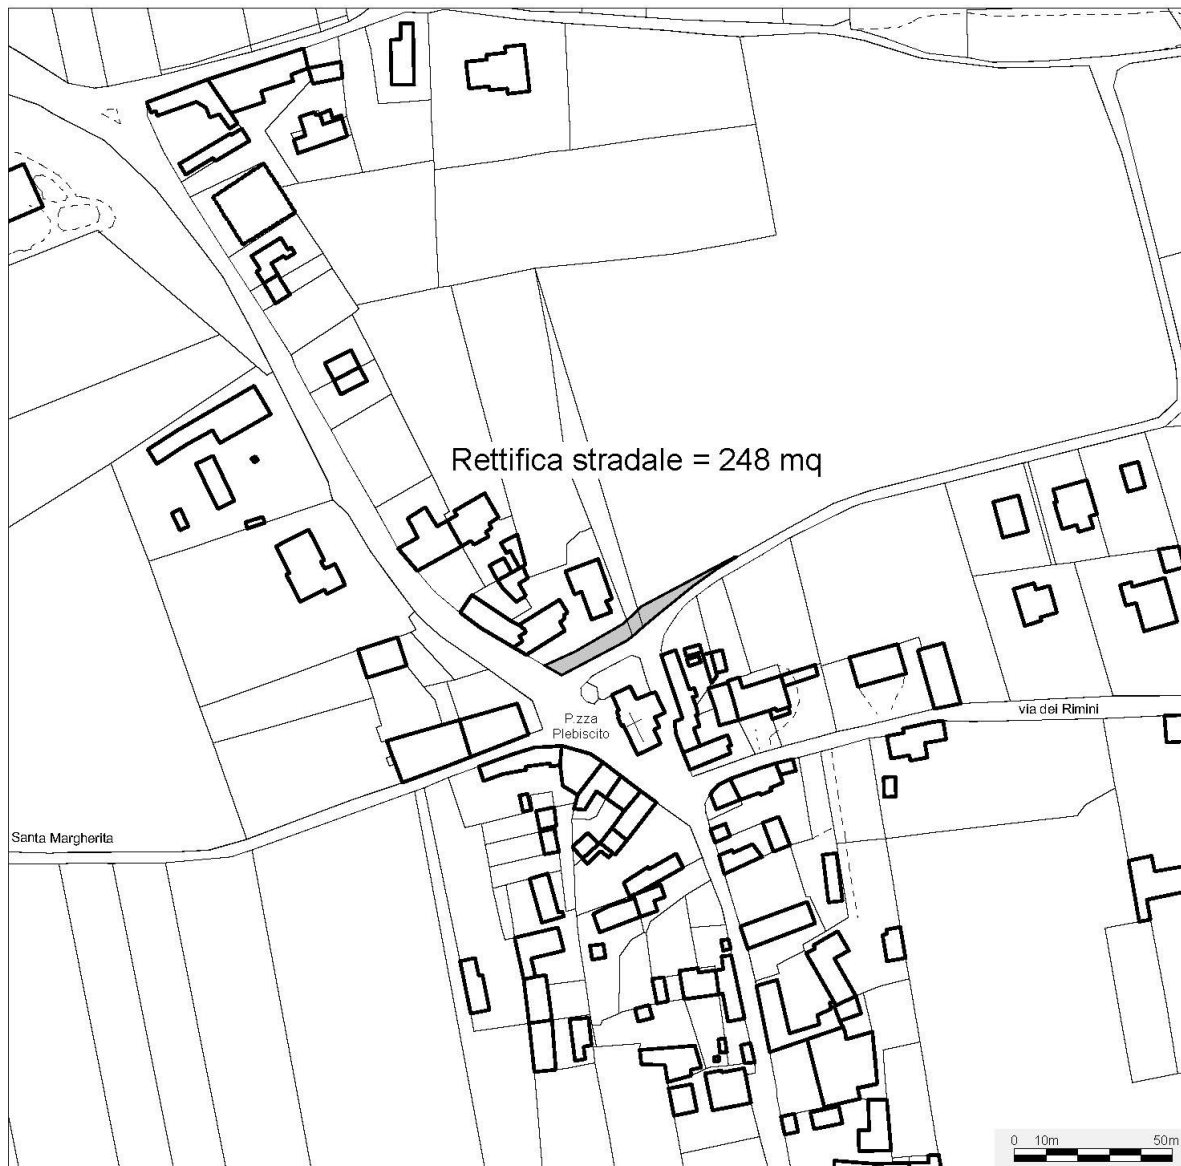 Rettifica stradale = 248 mq
P.zza
Plebiscito
via dei Rimini
Santa Margherita
0 10m 50m